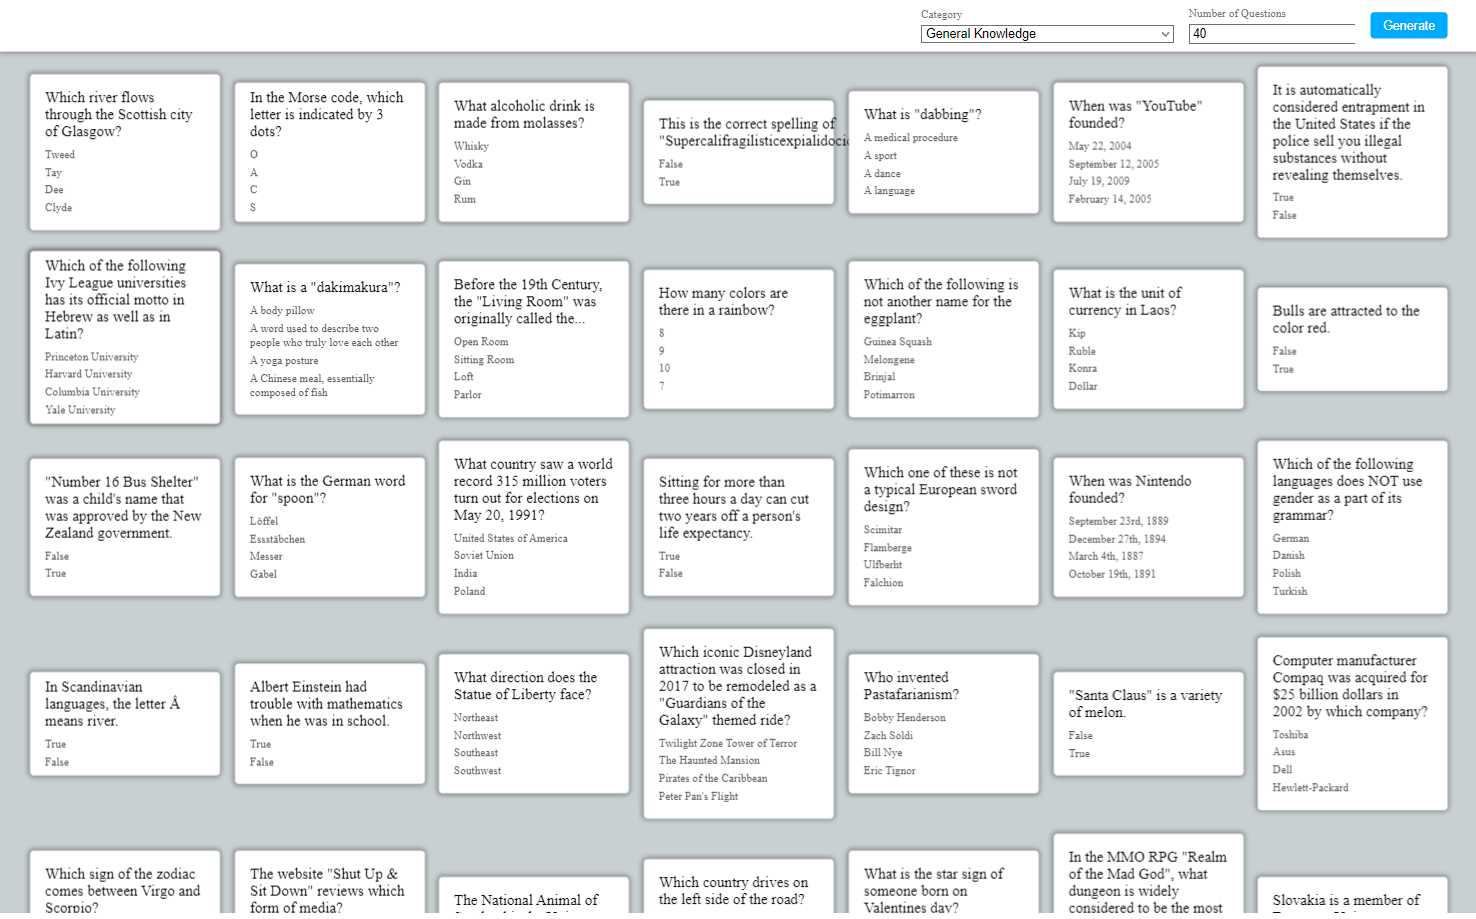 Category
General Knowledge
Number of Questions
40
Generate
Which river flows
through the Scottish city
of Glasgow?
Tweed
Tay
Dee
Clyde
In the Morse code, which
letter is indicated by 3
dots?
O
A
C
S
What alcoholic drink is
made from molasses?
Whisky
Vodka
Gin
Rum
This is the correct spelling of
"Supercalifragilisticexpialidoci
False
True
What is "dabbing"?
A medical procedure
A sport
A dance
A language
When was "YouTube"
founded?
May 22, 2004
September 12, 2005
July 19, 2009
February 14, 2005
It is automatically
considered entrapment in
the United States if the
police sell you illegal
substances without
revealing themselves.
True
False
Which of the following
Ivy League universities
has its official motto in
Hebrew as well as in
Latin?
Princeton University
Harvard University
Columbia University
Yale University
What is a "dakimakura"?
A body pillow
A word used to describe two
people who truly love each other
A yoga posture
A Chinese meal, essentially
composed of fish
Before the 19th Century,
the "Living Room" was
originally called the...
Open Room
Sitting Room
Loft
Parlor
How many colors are
there in a rainbow?
8
9
10
7
Which of the following is
not another name for the
eggplant?
Guinea Squash
Melongene
Brinjal
Potimarron
What is the unit of
currency in Laos?
Kip
Ruble
Konra
Dollar
Bulls are attracted to the
color red.
False
True
"Number 16 Bus Shelter"
was a child's name that
was approved by the New
Zealand government.
False
True
What is the German word
for "spoon"?
Löffel
Essstäbchen
Messer
Gabel
What country saw a world
record 315 million voters
turn out for elections on
May 20, 1991?
United States of America
Soviet Union
India
Poland
Sitting for more than
three hours a day can cut
two years off a person's
life expectancy.
True
False
Which one of these is not
a typical European sword
design?
Scimitar
Flamberge
Ulfberht
Falchion
When was Nintendo
founded?
September 23rd, 1889
December 27th, 1894
March 4th, 1887
October 19th, 1891
Which of the following
languages does NOT use
gender as a part of its
grammar?
German
Danish
Polish
Turkish
In Scandinavian
languages, the letter Å
means river.
True
False
Albert Einstein had
trouble with mathematics
when he was in school.
True
False
What direction does the
Statue of Liberty face?
Northeast
Northwest
Southeast
Southwest
Which iconic Disneyland
attraction was closed in
2017 to be remodeled as a
"Guardians of the
Galaxy" themed ride?
Twilight Zone Tower of Terror
The Haunted Mansion
Pirates of the Caribbean
Peter Pan's Flight
Who invented
Pastafarianism?
Bobby Henderson
Zach Soldi
Bill Nye
Eric Tignor
"Santa Claus" is a variety
of melon.
False
True
Computer manufacturer
Compaq was acquired for
$25 billion dollars in
2002 by which company?
Toshiba
Asus
Dell
Hewlett-Packard
Which sign of the zodiac
comes between Virgo and
Scorpio?
The website "Shut Up &
Sit Down" reviews which
form of media?
The National Animal of
Which country drives on
the left side of the road?
What is the star sign of
someone born on
Valentines day?
In the MMO RPG "Realm
of the Mad God", what
dungeon is widely
considered to be the most
Slovakia is a member of